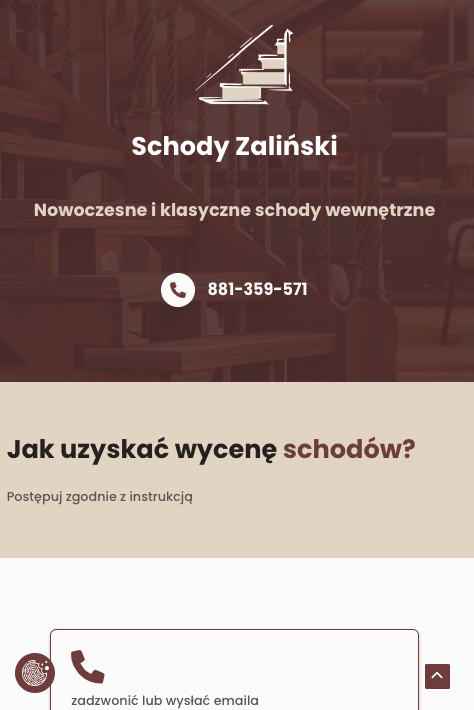 Schody Zaliński
Nowoczesne i klasyczne schody wewnętrzne
881-359-571
Jak uzyskać wycenę schodów?
Postępuj zgodnie z instrukcją
zadzwonić lub wysłać emaila